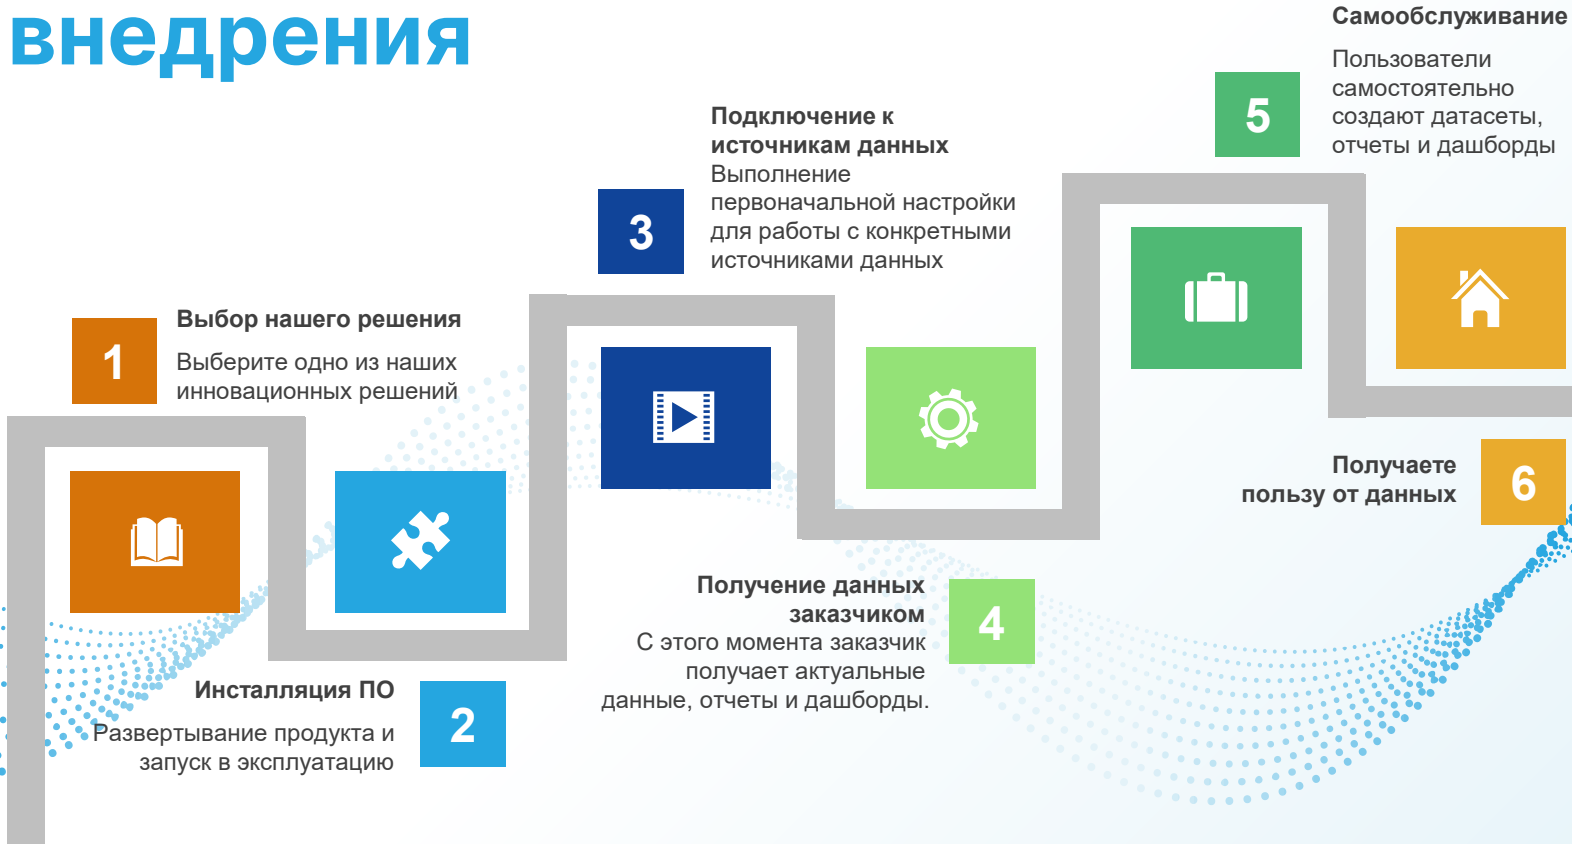 внедрения
1
Выбор нашего решения
Выберите одно из наших
инновационных решений
Инсталляция ПО
Развертывание продукта и
запуск в эксплуатацию
2
3
Подключение к
источникам данных
Выполнение
первоначальной настройки
для работы с конкретными
источниками данных
Получение данных
заказчиком
С этого момента заказчик
получает актуальные
данные, отчеты и дашборды.
4
5
Самообслуживание
Пользователи
самостоятельно
создают датасеты,
отчеты и дашборды
Получаете
пользу от данных
6